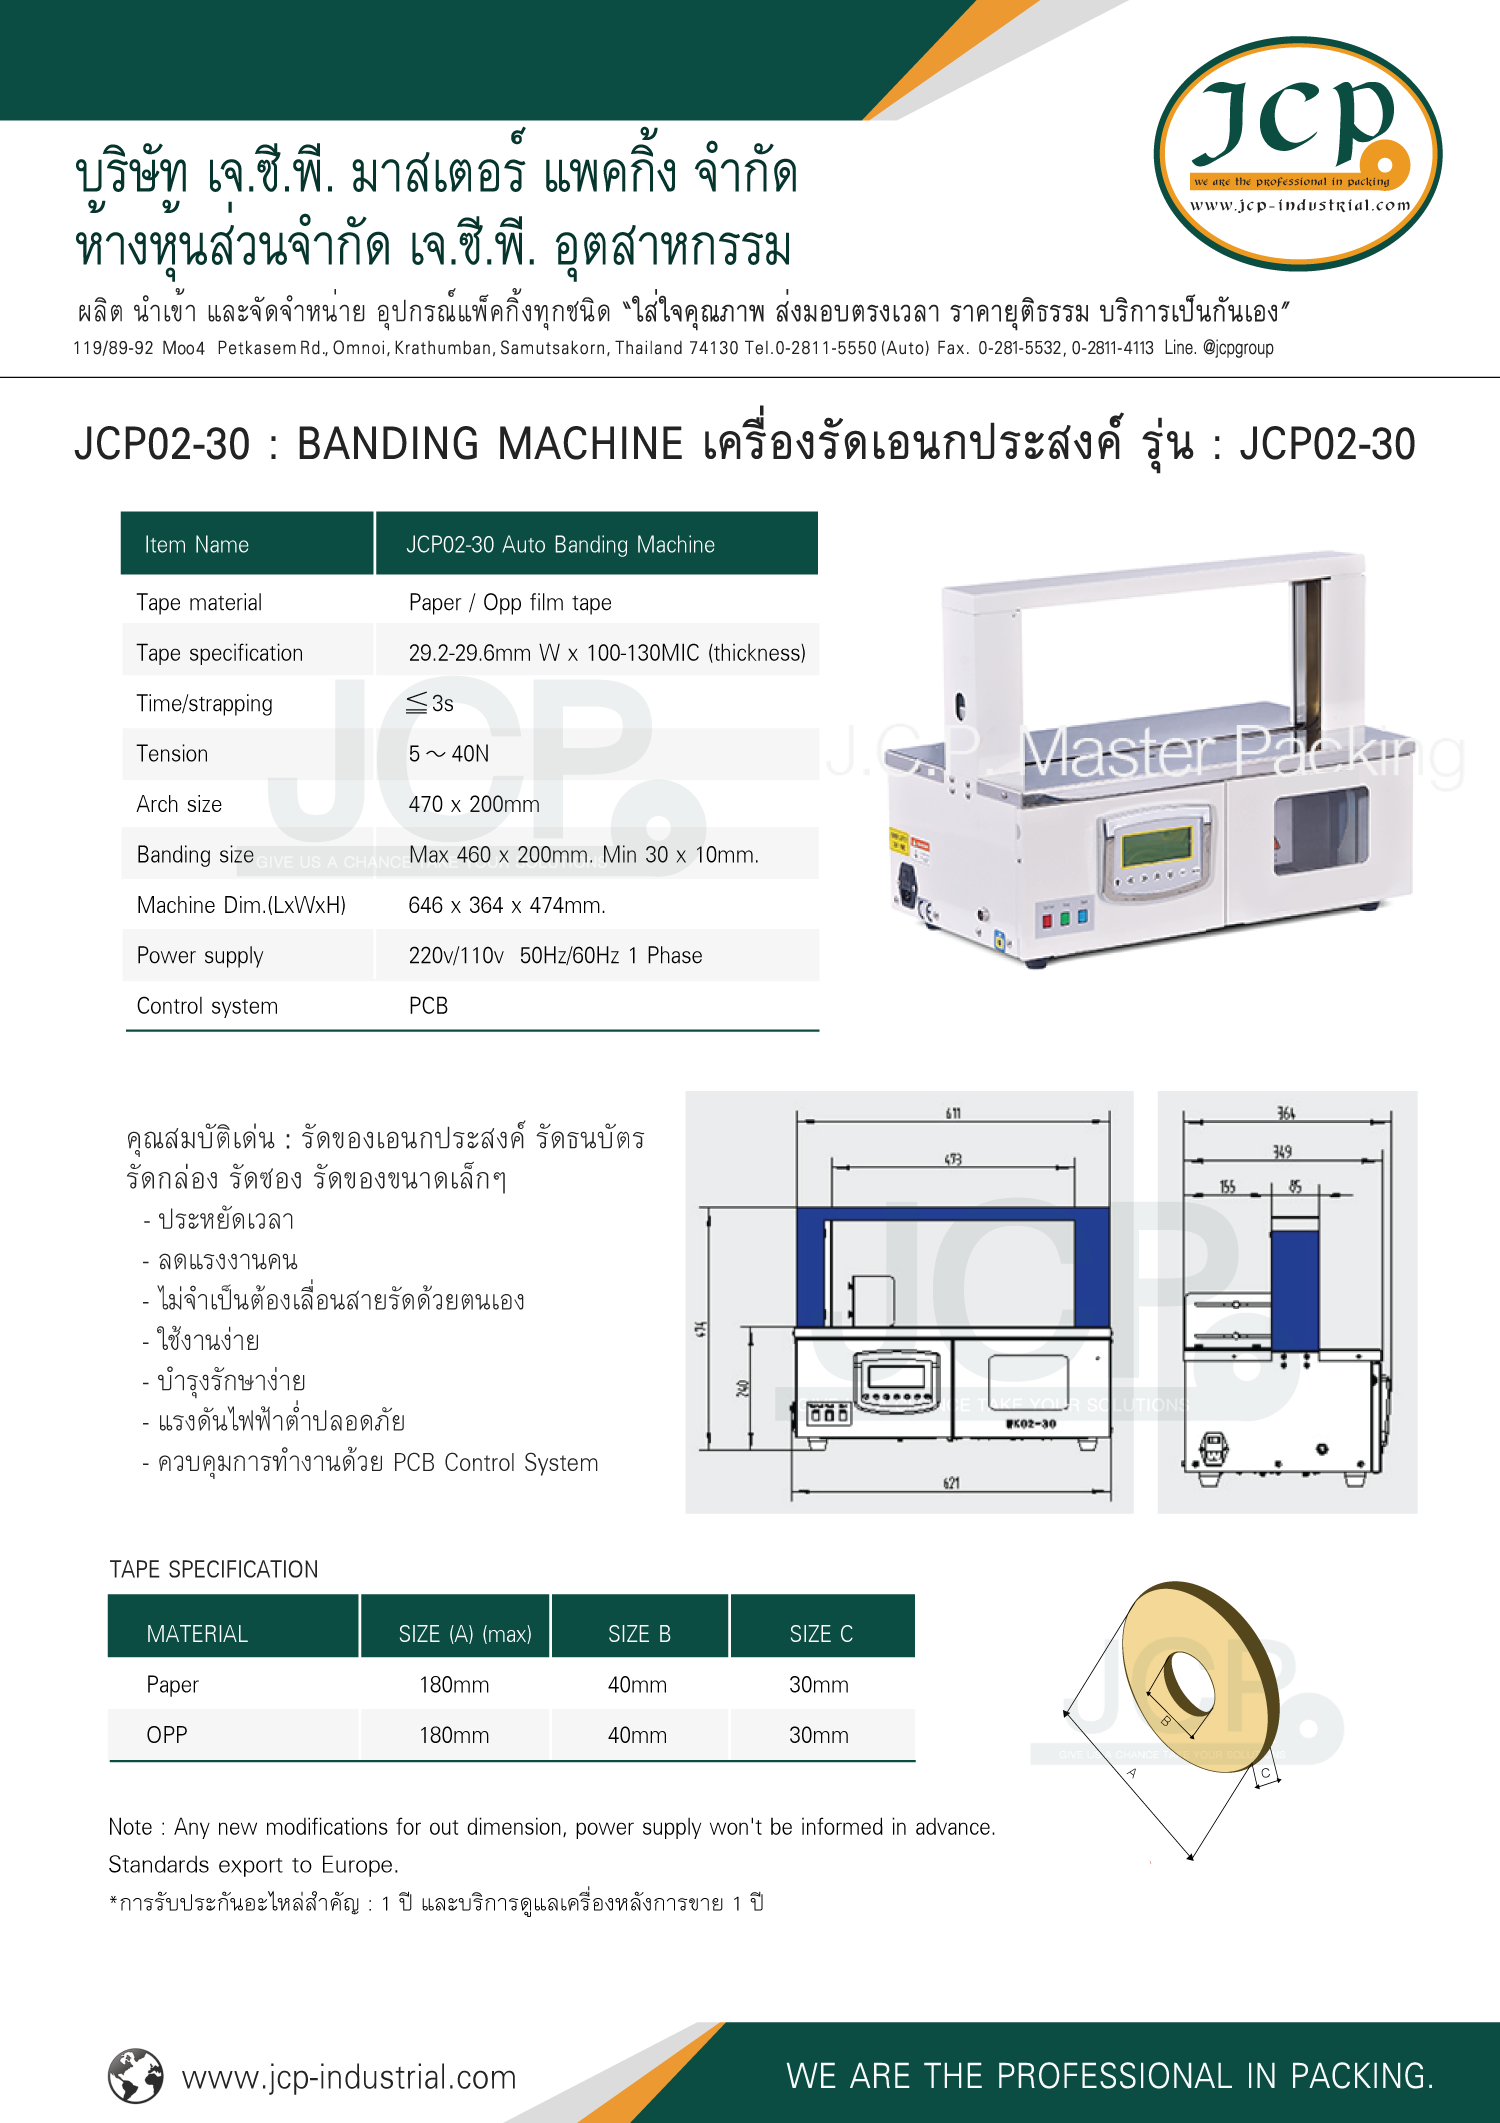 JCP
we are the professional in packing
www.jcp-industrial.com
บริษัท เจ.ซี.พี. มาสเตอร์ แพคกิ้ง จำกัด
ห้างหุ้นส่วนจำกัด เจ.ซี.พี. อุตสาหกรรม
ผลิต นำเข้า และจัดจำหน่าย อุปกรณ์แพ็คกิ้งทุกชนิด “ใส่ใจคุณภาพ ส่งมอบตรงเวลา ราคายุติธรรม บริการเป็นกันเอง”
119/89-92 Moo4 Petkasem Rd., Omnoi, Krathumban, Samutsakorn, Thailand 74130 Tel.0-2811-5550 (Auto) Fax. 0-281-5532, 0-2811-4113 Line. @jcpgroup
JCP02-30 : BANDING MACHINE เครื่องรัดเอนกประสงค์ รุ่น : JCP02-30
Item Name JCP02-30 Auto Banding Machine
Tape material Paper / Opp film tape
Tape specification 29.2-29.6mm W x 100-130MIC (thickness)
Time/strapping ≦ 3s
Tension 5 ～ 40N
Arch size 470 x 200mm
Banding size Max 460 x 200mm. Min 30 x 10mm.
Machine Dim.(LxWxH) 646 x 364 x 474mm.
Power supply 220v/110v 50Hz/60Hz 1 Phase
Control system PCB
JCP
GIVE US A CHANCE TAKE YOUR SOLUTIONS
J.C.P. Master Packing
คุณสมบัติเด่น : รัดของเอนกประสงค์ รัดธนบัตร
รัดกล่อง รัดซอง รัดของขนาดเล็กๆ
- ประหยัดเวลา
- ลดแรงงานคน
- ไม่จำเป็นต้องเลื่อนสายรัดด้วยตนเอง
- ใช้งานง่าย
- บำรุงรักษาง่าย
- แรงดันไฟฟ้าต่ำปลอดภัย
- ควบคุมการทำงานด้วย PCB Control System
611
473
474
240
WK02-30
621
364
349
155 85
JCP
GIVE US A CHANCE TAKE YOUR SOLUTIONS
TAPE SPECIFICATION
MATERIAL SIZE (A) (max) SIZE B SIZE C
Paper 180mm 40mm 30mm
OPP 180mm 40mm 30mm
JCP
GIVE US A CHANCE TAKE YOUR SOLUTIONS
B
A
C
Note : Any new modifications for out dimension, power supply won't be informed in advance.
Standards export to Europe.
*การรับประกันอะไหล่สำคัญ : 1 ปี และบริการดูแลเครื่องหลังการขาย 1 ปี
www.jcp-industrial.com
WE ARE THE PROFESSIONAL IN PACKING.